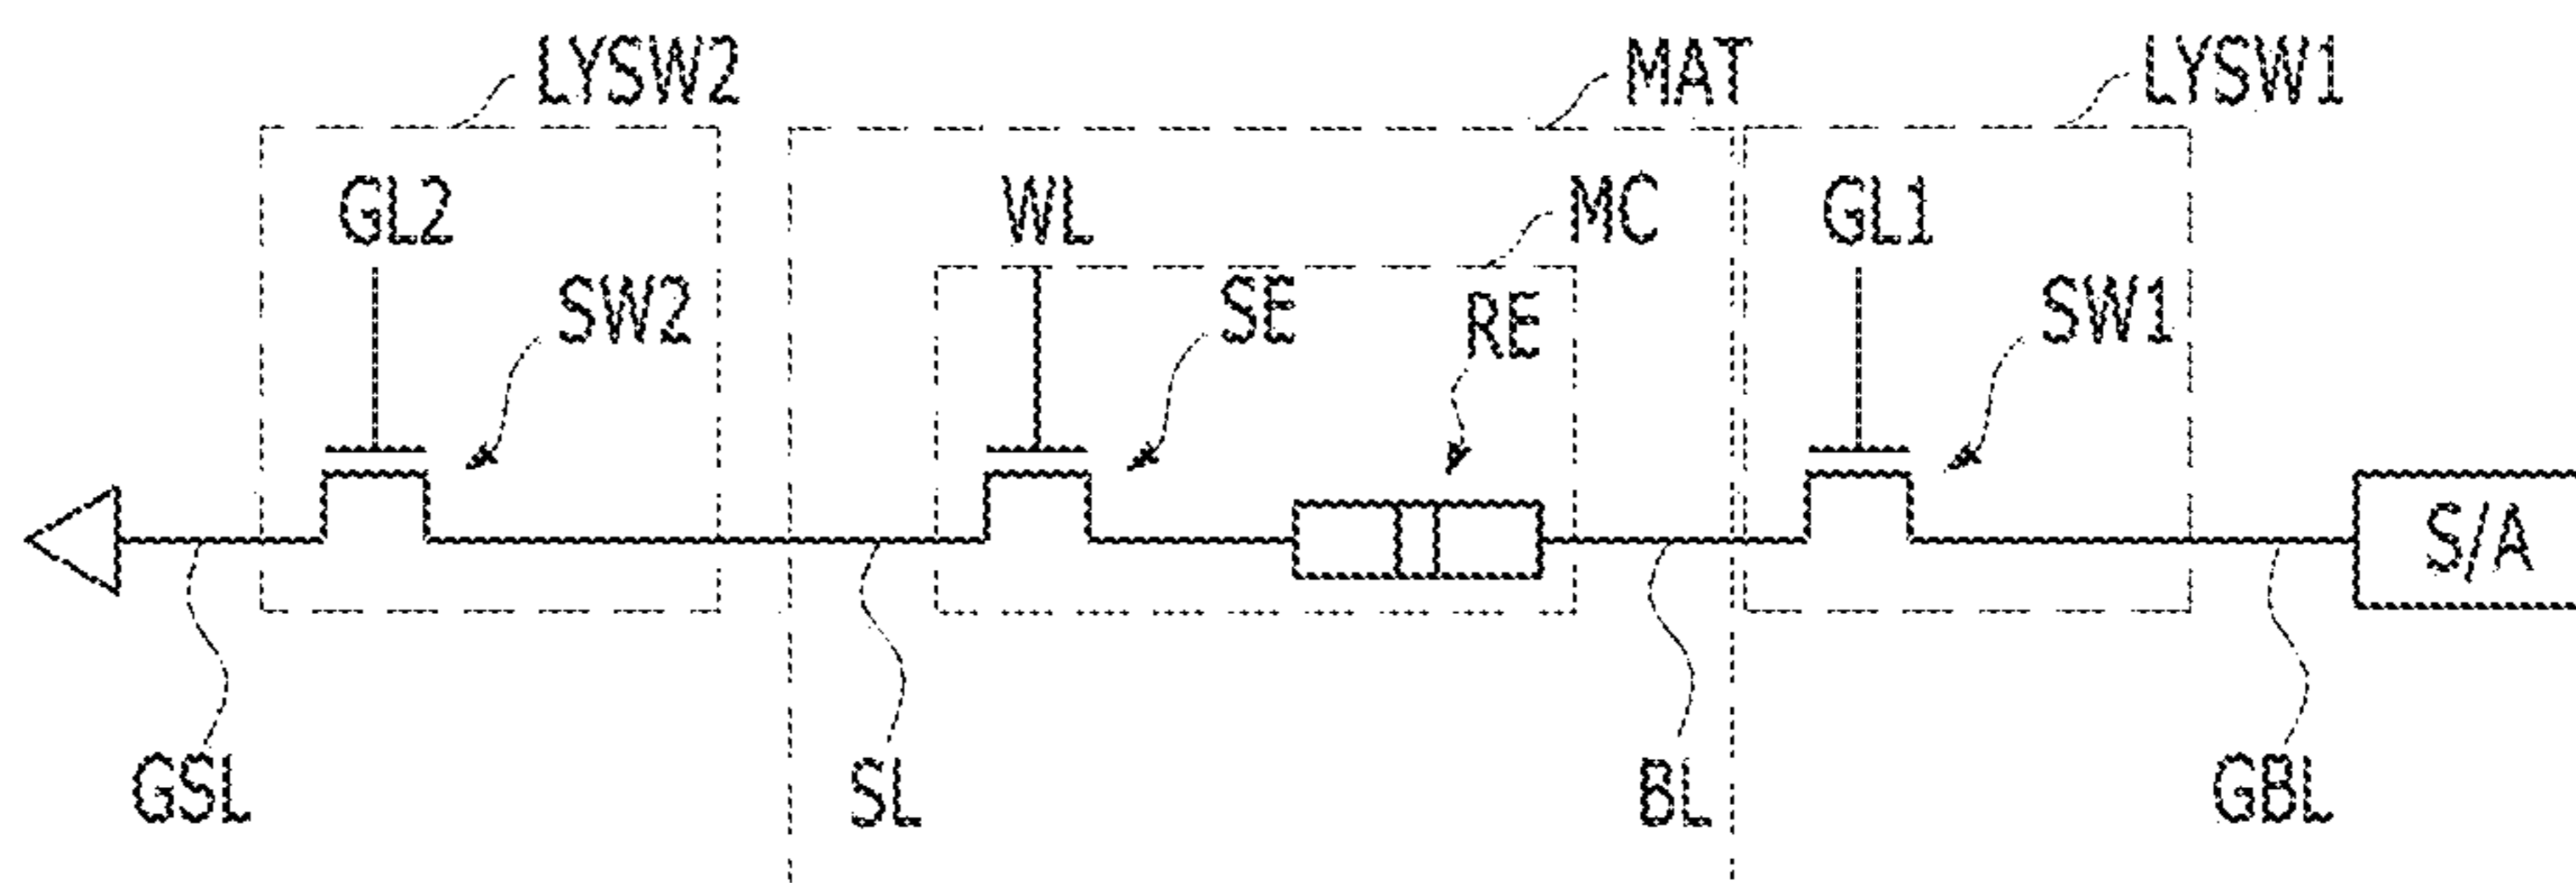 LYSW2 MAT LYSW1
GL2 WL MC GL1
SW2 SE RE SW1
S/A
GSL SL BL GBL